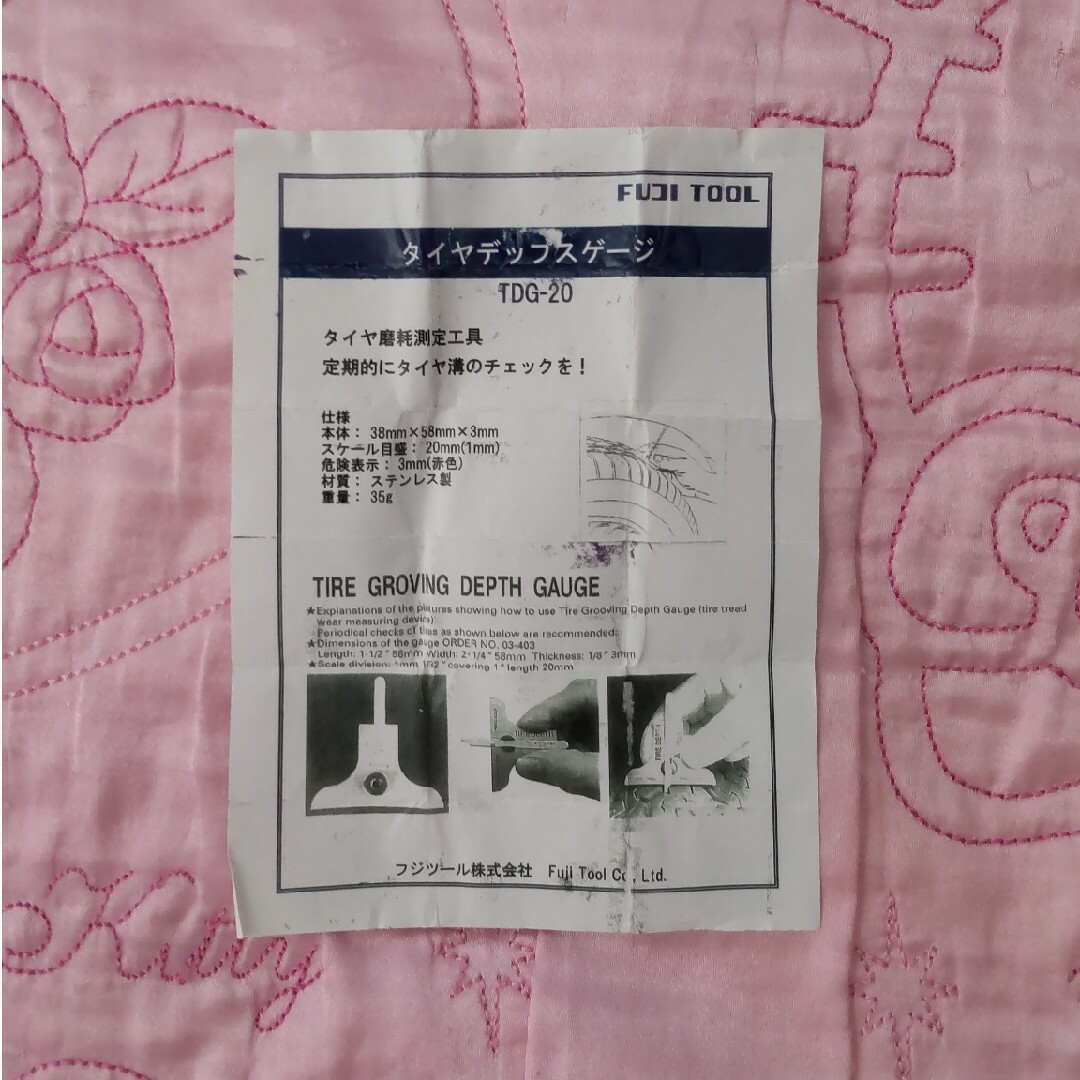 FUJI TOOL
タイヤデップスゲージ
TDG-20
タイヤ磨耗測定工具
定期的にタイヤ溝のチェックを！
仕様
本体： 38mm×58mm×3mm
スケール目盛： 20mm(1mm)
危険表示： 3mm(赤色)
材質： ステンレス製
重量： 35g
TIRE GROVING DEPTH GAUGE
★Explanations of the pictures showing how to use Tire Grooving Depth Gauge (tire tread
wear measuring device):
Periodical checks of tires as shown below are recommended:
★Dimensions of the gauge ORDER NO. 03-403
Length: 1-1/2" Width: 2-1/4" 58mm Thickness: 1/8" 3mm
★Scale division: 1mm 1/32" covering 1" length 20mm
TIRE DEPTH
フジツール株式会社 Fuji Tool Co., Ltd.
Kitty